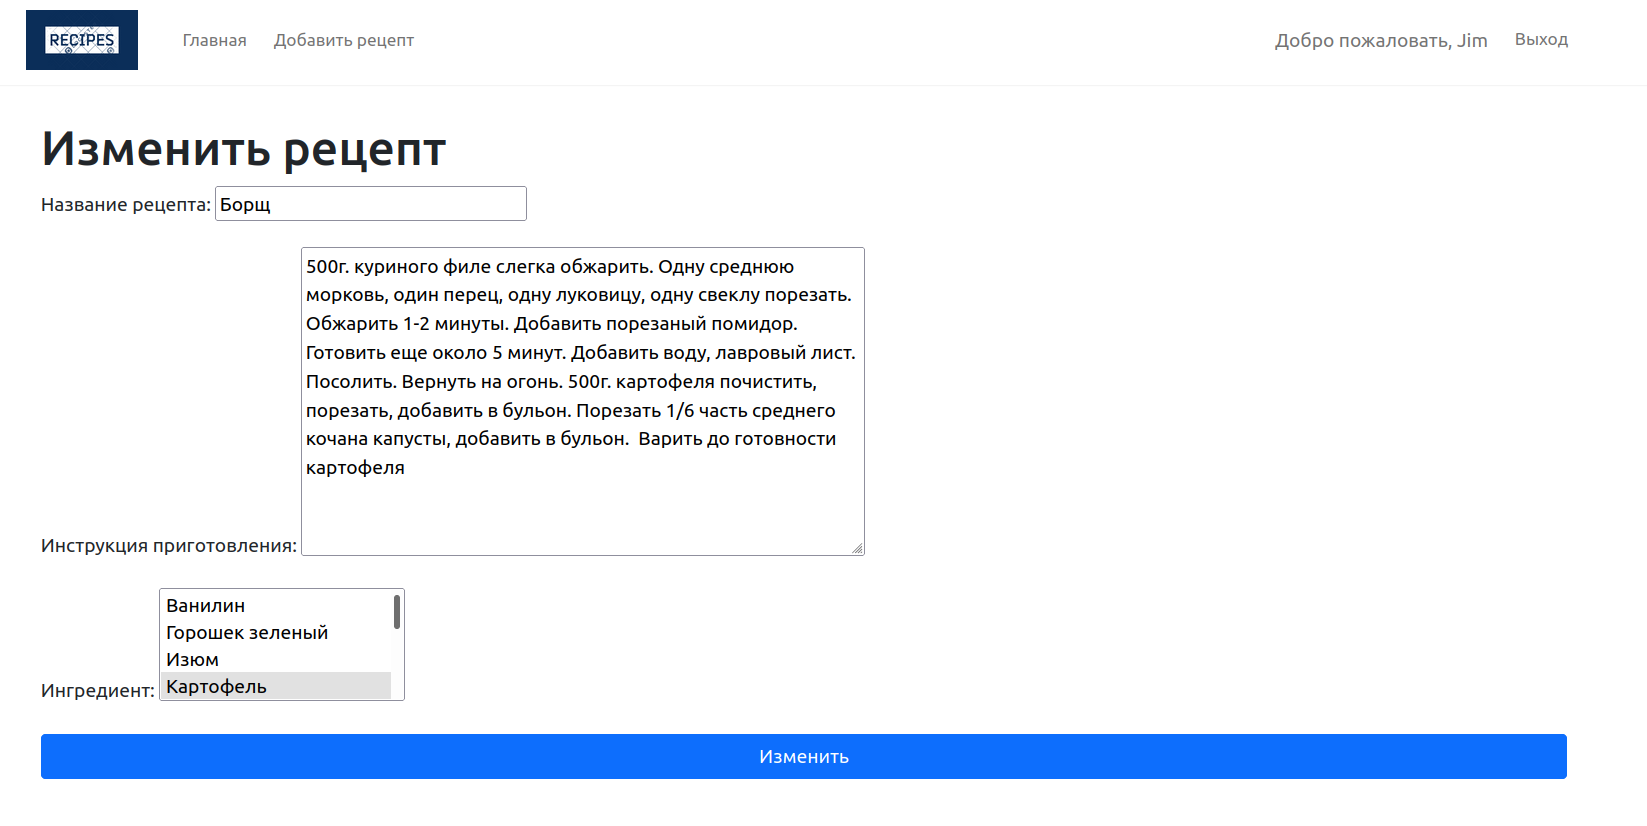 RECIPES
Главная
Добавить рецепт
Добро пожаловать, Jim
Выход
Изменить рецепт
Название рецепта:
Борщ
500г. куриного филе слегка обжарить. Одну среднюю
морковь, один перец, одну луковицу, одну свеклу порезать.
Обжарить 1-2 минуты. Добавить порезаный помидор.
Готовить еще около 5 минут. Добавить воду, лавровый лист.
Посолить. Вернуть на огонь. 500г. картофеля почистить,
порезать, добавить в бульон. Порезать 1/6 часть среднего
кочана капусты, добавить в бульон.  Варить до готовности
картофеля
Инструкция приготовления:
Ванилин
Горошек зеленый
Изюм
Картофель
Ингредиент:
Изменить